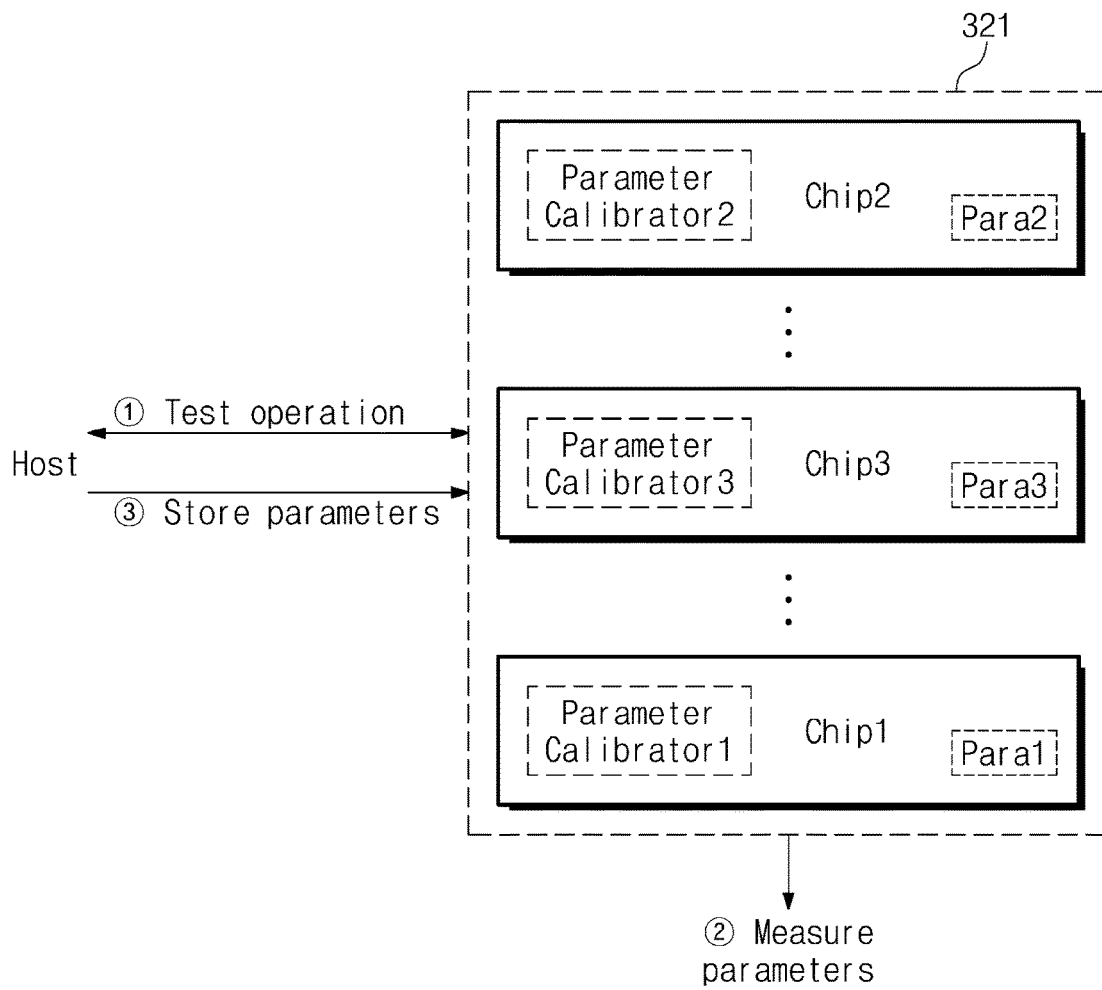 321
Parameter
Calibrator2
Chip2
Para2
① Test operation
Host
③ Store parameters
Parameter
Calibrator3
Chip3
Para3
Parameter
Calibrator1
Chip1
Para1
② Measure
parameters